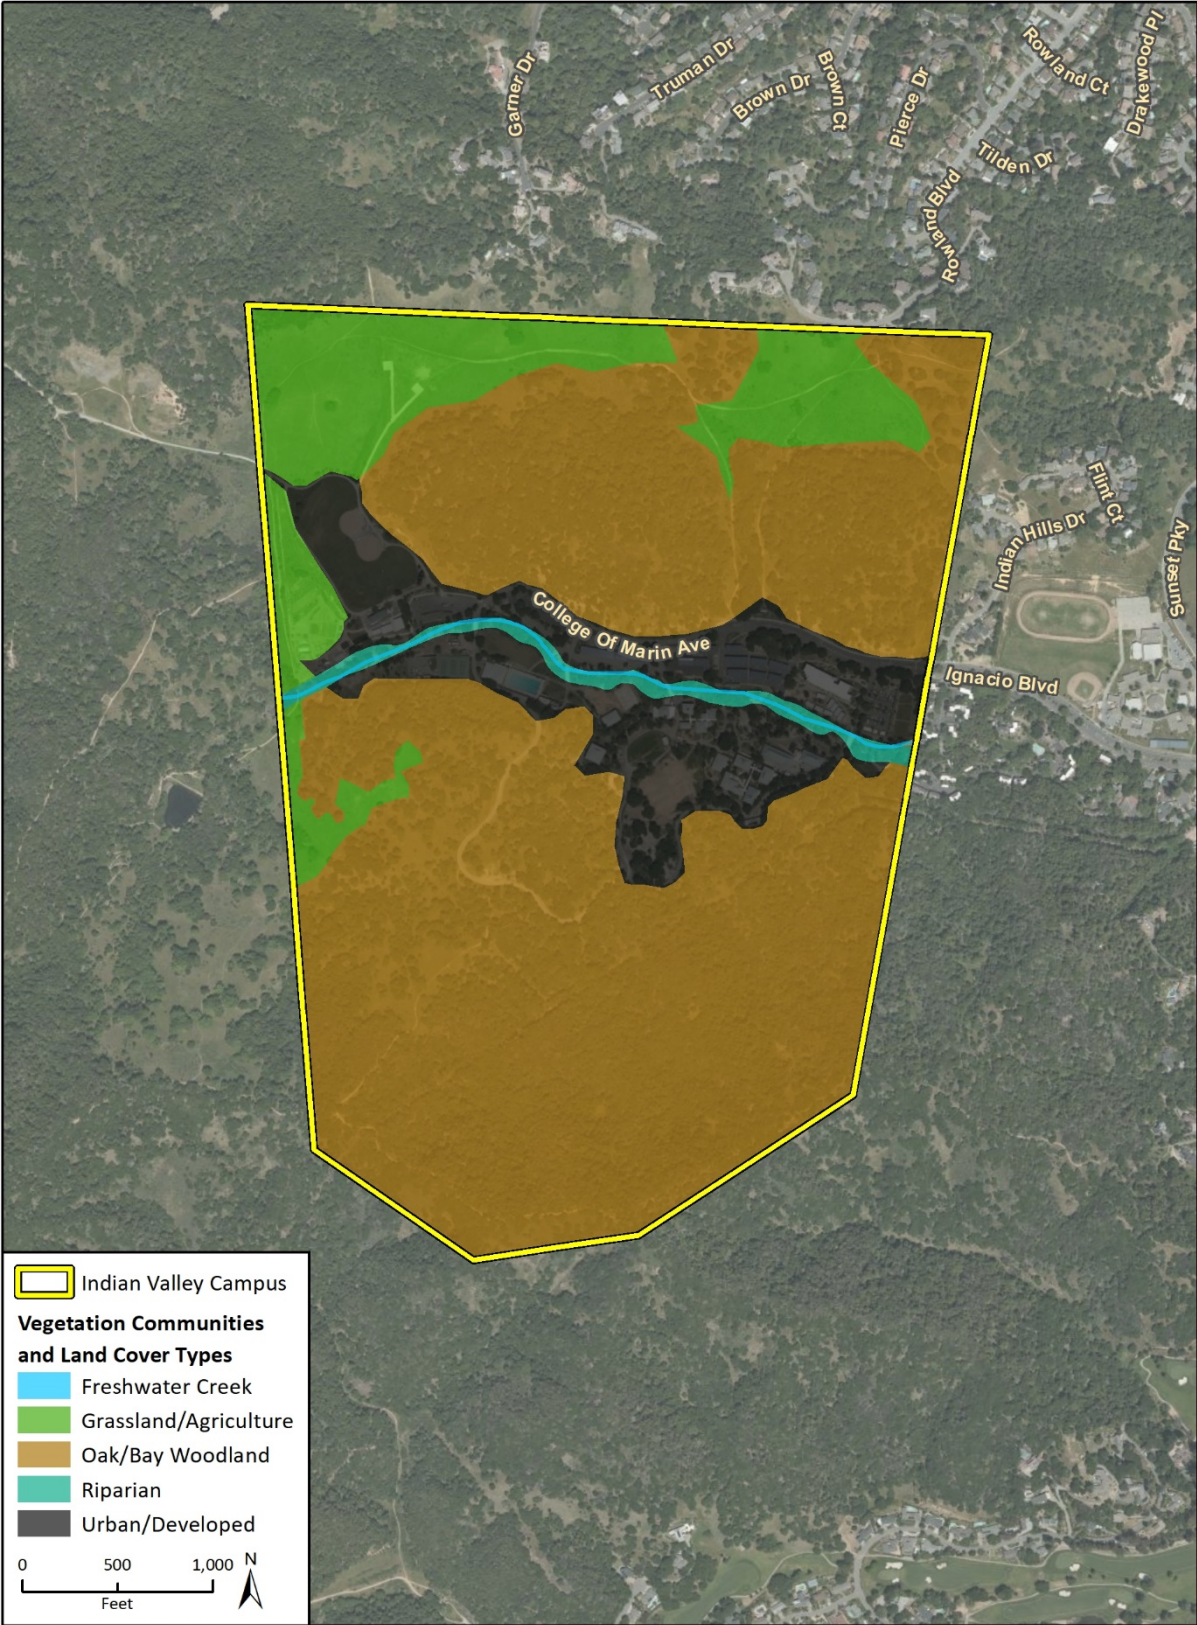 Garner Dr
Truman Dr
Brown Dr
Brown Ct
Pierce Dr
Rowland Ct
Drakewood Pl
Tilden Dr
Rowland Blvd
Flint Ct
Indian Hills Dr
Sunset Pky
College Of Marin Ave
Ignacio Blvd
Indian Valley Campus
Vegetation Communities
and Land Cover Types
Freshwater Creek
Grassland/Agriculture
Oak/Bay Woodland
Riparian
Urban/Developed
0 500 1,000 N
Feet